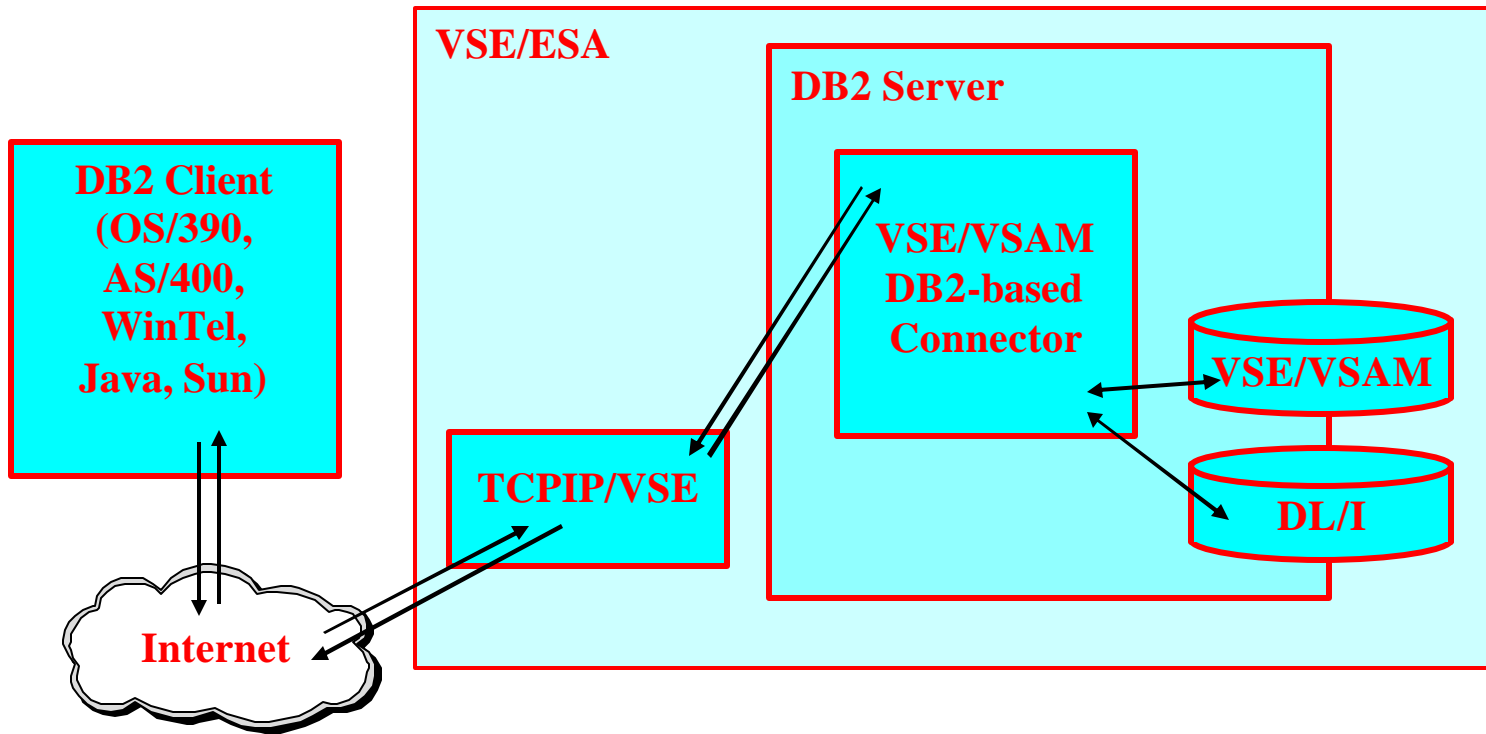 VSE/ESA
DB2 Server
DB2 Client
(OS/390,
AS/400,
WinTel,
Java, Sun)
VSE/VSAM
DB2-based
Connector
VSE/VSAM
TCPIP/VSE
DL/I
Internet